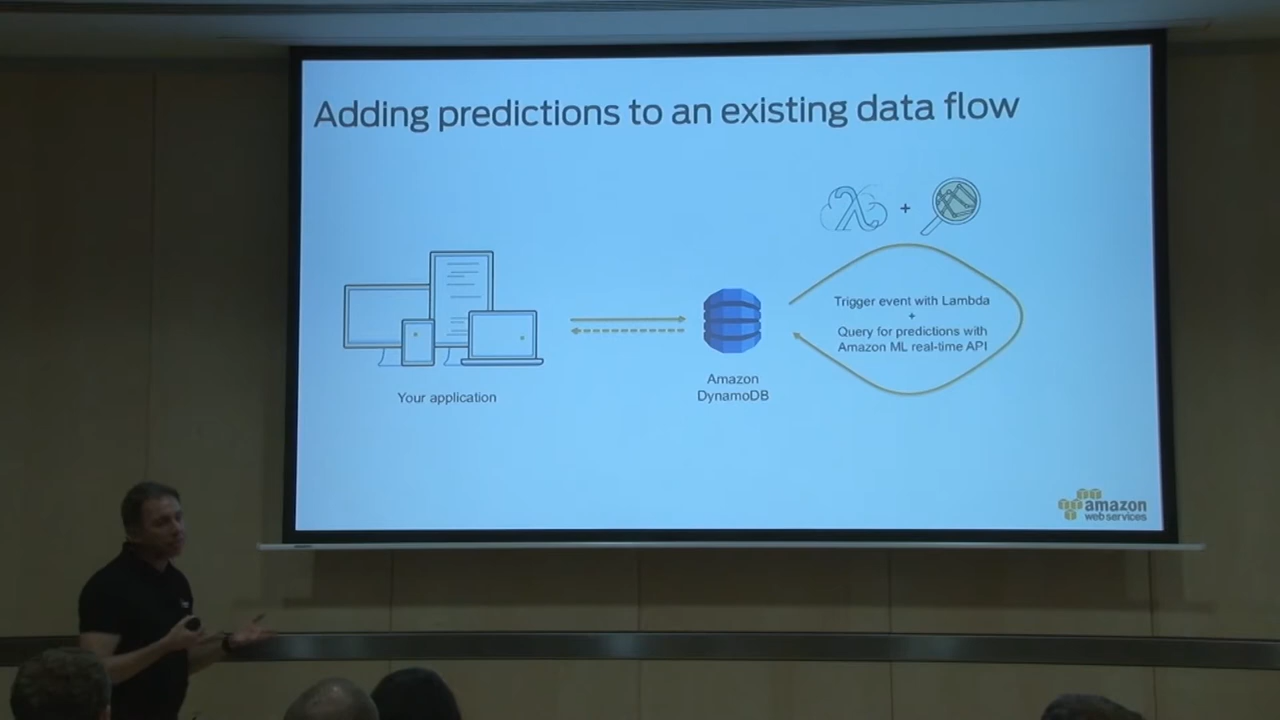 Adding predictions to an existing data flow
+
Trigger event with Lambda
+
Query for predictions with
Amazon ML real-time API
Your application
Amazon
DynamoDB
amazon
web services